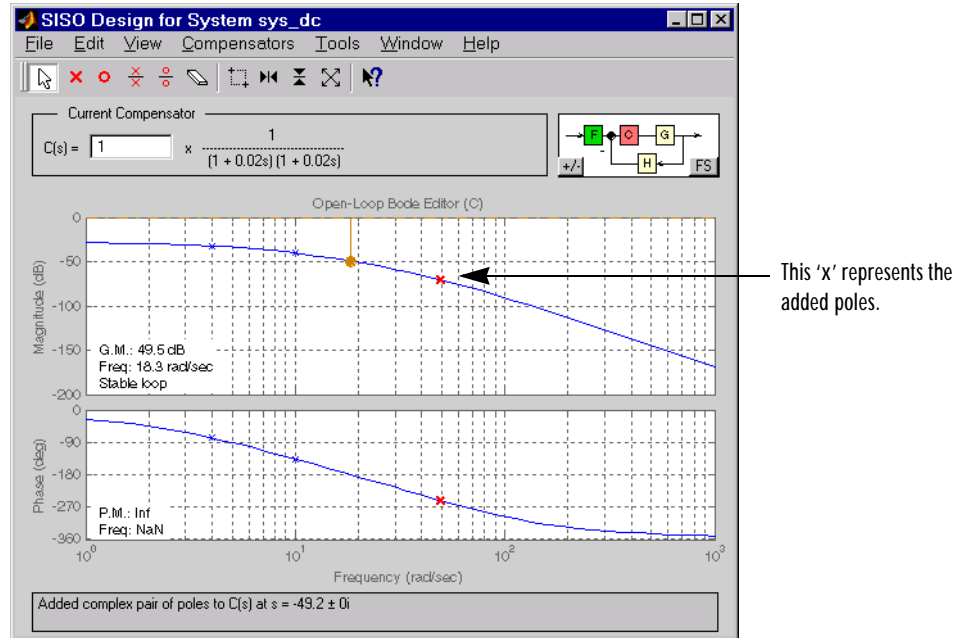 SISO Design for System sys_dc
File Edit View Compensators Tools Window Help
Current Compensator
C(s) = 1 x 1
(1 + 0.02s) (1 + 0.02s)
F C G
+/- H FS
Open-Loop Bode Editor (C)
0
-50
-100
-150
-200
Magnitude (dB)
G.M.: 49.5 dB
Freq: 18.3 rad/sec
Stable loop
This ‘x’ represents the
added poles.
0
-90
-180
-270
-360
Phase (deg)
P.M.: Inf
Freq: NaN
10^0 10^1 10^2 10^3
Frequency (rad/sec)
Added complex pair of poles to C(s) at s = -49.2 ± 0i